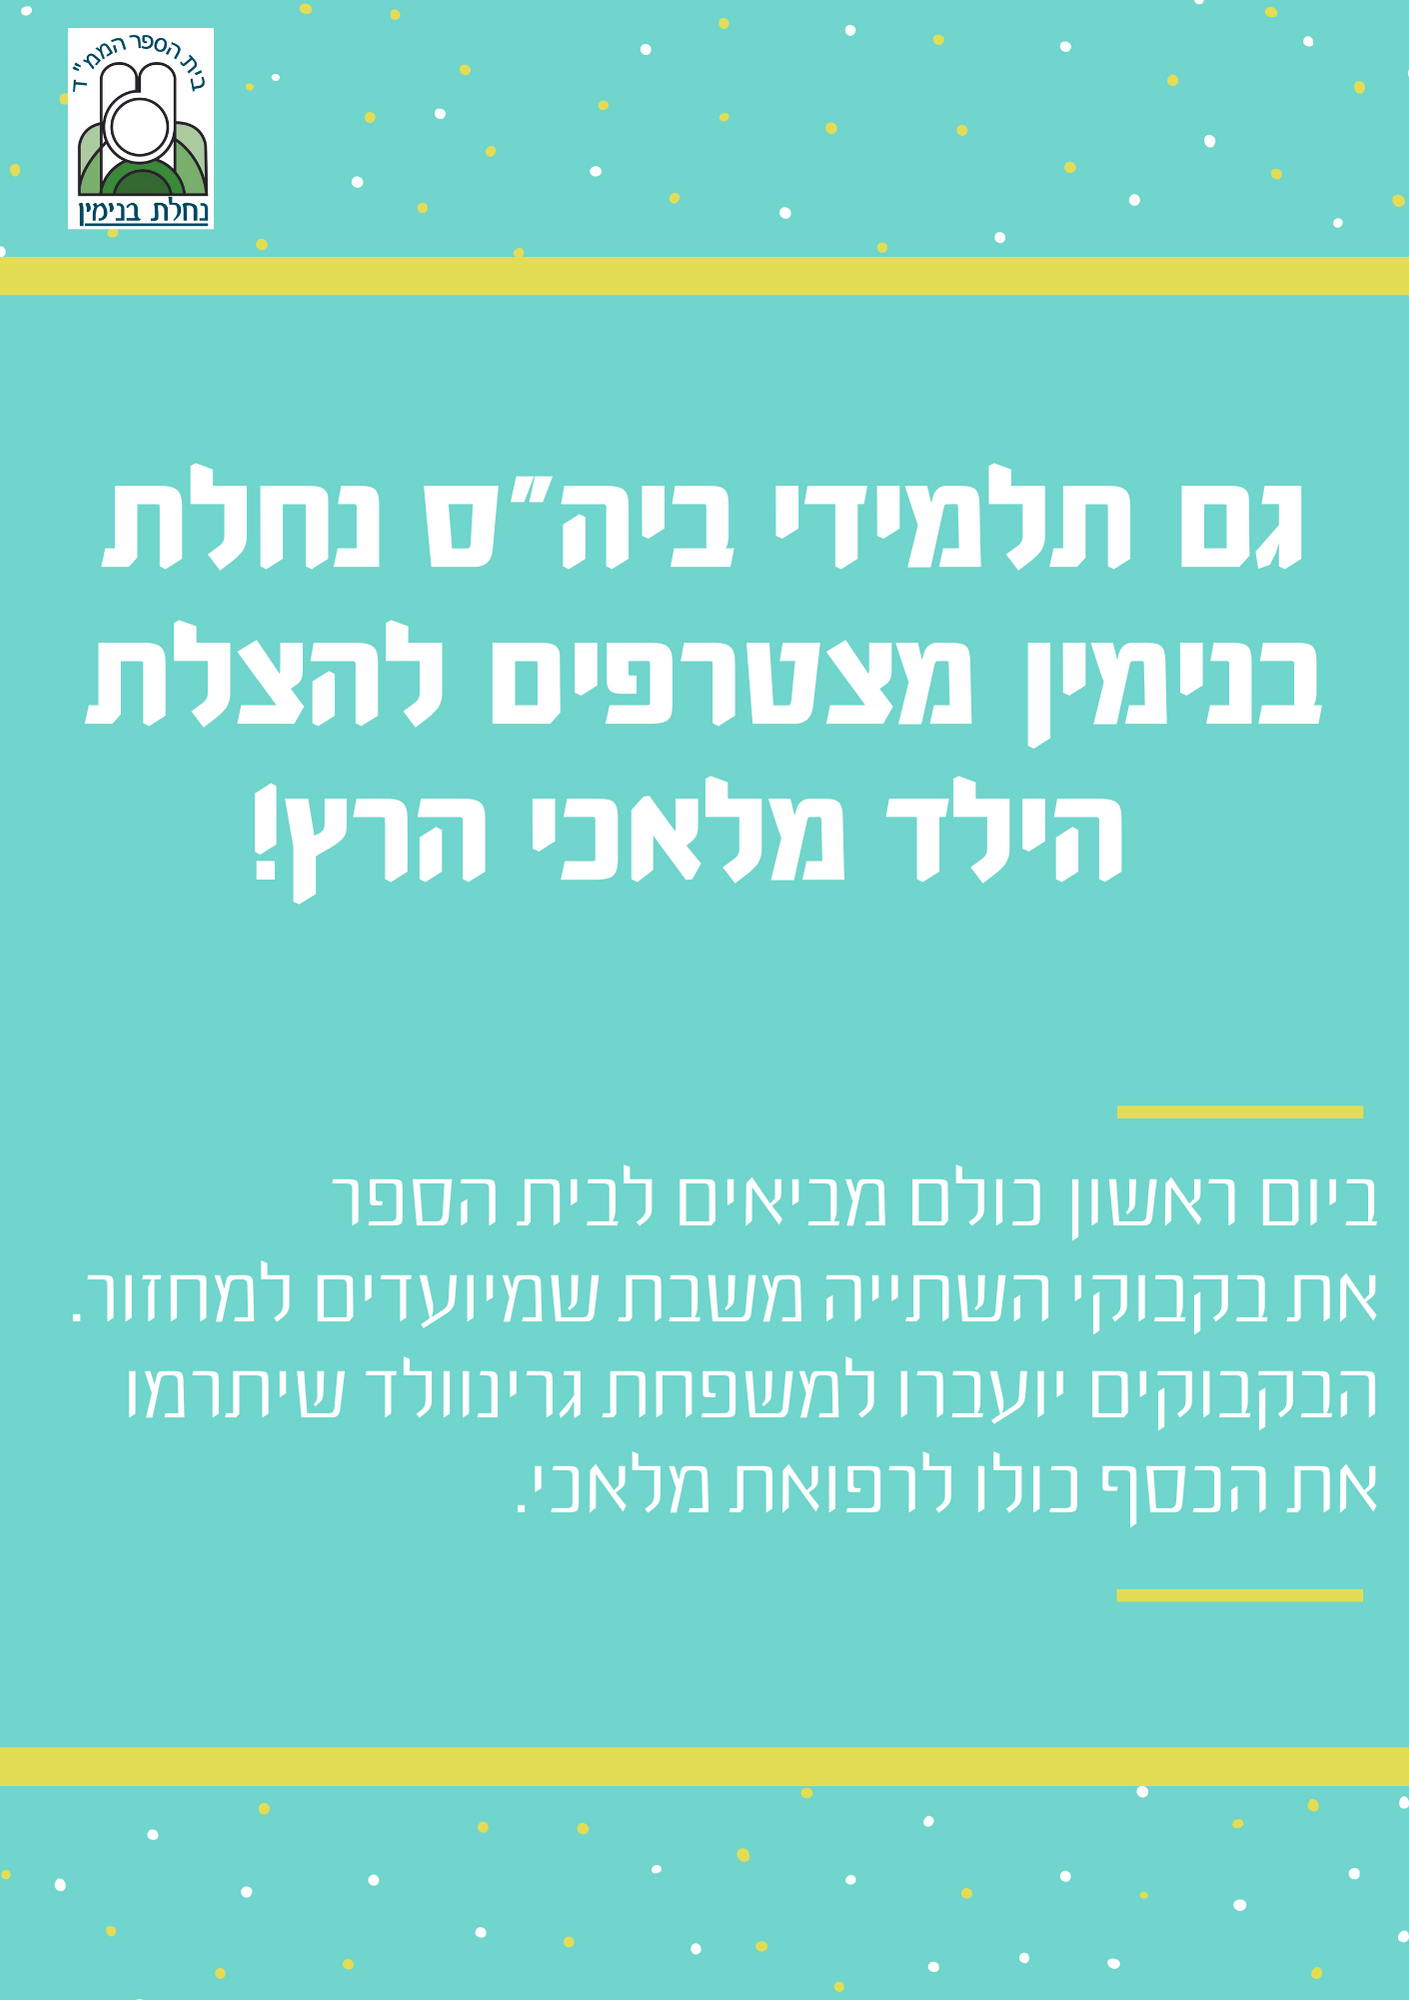 בית הספר הממ"ד
נחלת בנימין
גם תלמידי ביה"ס נחלת
בנימין מצטרפים להצלת
הילד מלאכי הרץ!
ביום ראשון כולם מביאים לבית הספר
את בקבוקי השתייה משבת שמיועדים למחזור.
הבקבוקים יועברו למשפחת גרינוולד שיתרמו
את הכסף כולו לרפואת מלאכי.